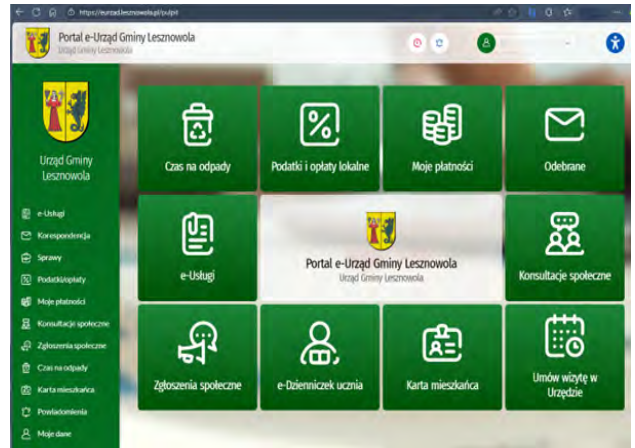 https://eurzad.lesznowola.pl/pulpit
Portal e-Urząd Gminy Lesznowola
Urząd Gminy Lesznowola
Urząd Gminy
Lesznowola
e-Usługi
Korespondencja
Sprawy
Podatki/opłaty
Moje płatności
Konsultacje społeczne
Zgłoszenia społeczne
Czas na odpady
Karta mieszkańca
Powiadomienia
Moje dane
Czas na odpady
Podatki i opłaty lokalne
Moje płatności
Odebrane
e-Usługi
Portal e-Urząd Gminy Lesznowola
Urząd Gminy Lesznowola
Konsultacje społeczne
Zgłoszenia społeczne
e-Dzienniczek ucznia
Karta mieszkańca
Umów wizytę w
Urzędzie